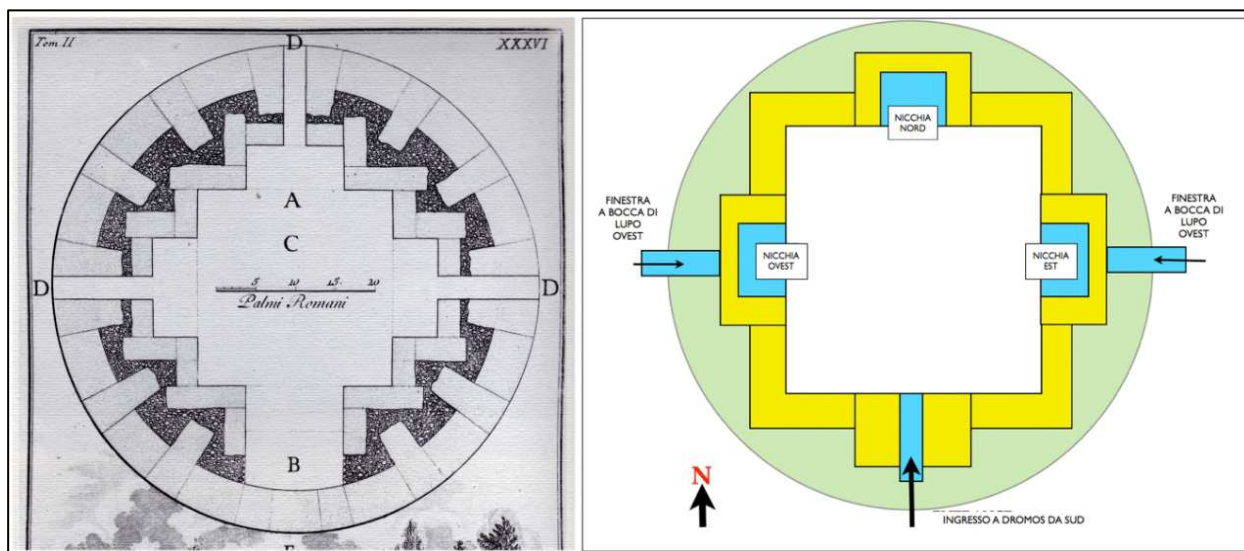 Tom. II
XXXVI
D
A
C
D
D
5
10
15
20
Palmi Romani
B
NICCHIA
NORD
FINESTRA
A BOCCA DI
LUPO
OVEST
NICCHIA
OVEST
NICCHIA
EST
FINESTRA
A BOCCA DI
LUPO
OVEST
N
INGRESSO A DROMOS DA SUD